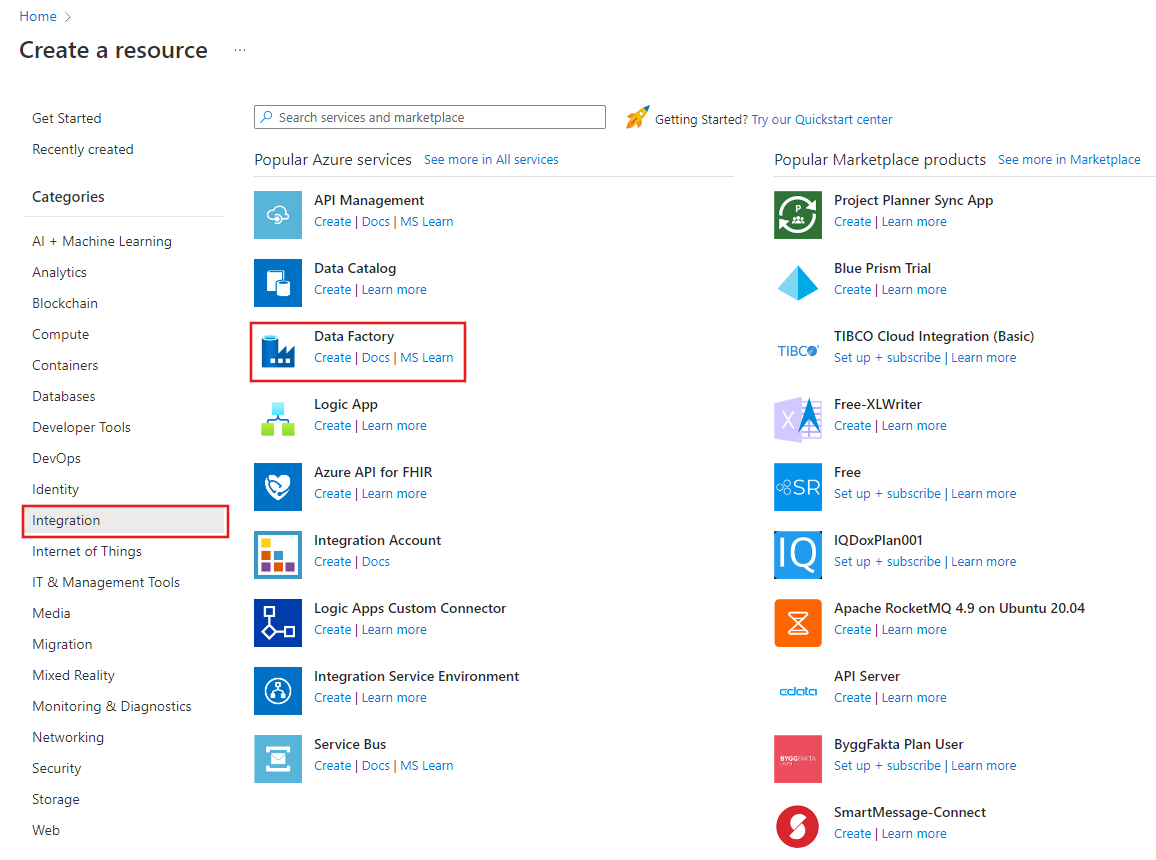 Home
Create a resource ...
Get Started
Recently created
Categories
AI + Machine Learning
Analytics
Blockchain
Compute
Containers
Databases
Developer Tools
DevOps
Identity
Integration
Internet of Things
IT & Management Tools
Media
Migration
Mixed Reality
Monitoring & Diagnostics
Networking
Security
Storage
Web
Search services and marketplace
Getting Started? Try our Quickstart center
Popular Azure services See more in All services
API Management
Create | Docs | MS Learn
Data Catalog
Create | Learn more
Data Factory
Create | Docs | MS Learn
Logic App
Create | Learn more
Azure API for FHIR
Create | Learn more
Integration Account
Create | Docs
Logic Apps Custom Connector
Create | Learn more
Integration Service Environment
Create | Learn more
Service Bus
Create | Docs | MS Learn
Popular Marketplace products See more in Marketplace
P
Project Planner Sync App
Create | Learn more
Blue Prism Trial
Create | Learn more
TIBCO
TIBCO Cloud Integration (Basic)
Set up + subscribe | Learn more
X
Free-XLWriter
Create | Learn more
SR
Free
Set up + subscribe | Learn more
IQ
IQDoxPlan001
Set up + subscribe | Learn more
Apache RocketMQ 4.9 on Ubuntu 20.04
Create | Learn more
cdata
API Server
Create | Learn more
BYGGFAKTA
ByggFakta Plan User
Set up + subscribe | Learn more
SmartMessage-Connect
Create | Learn more